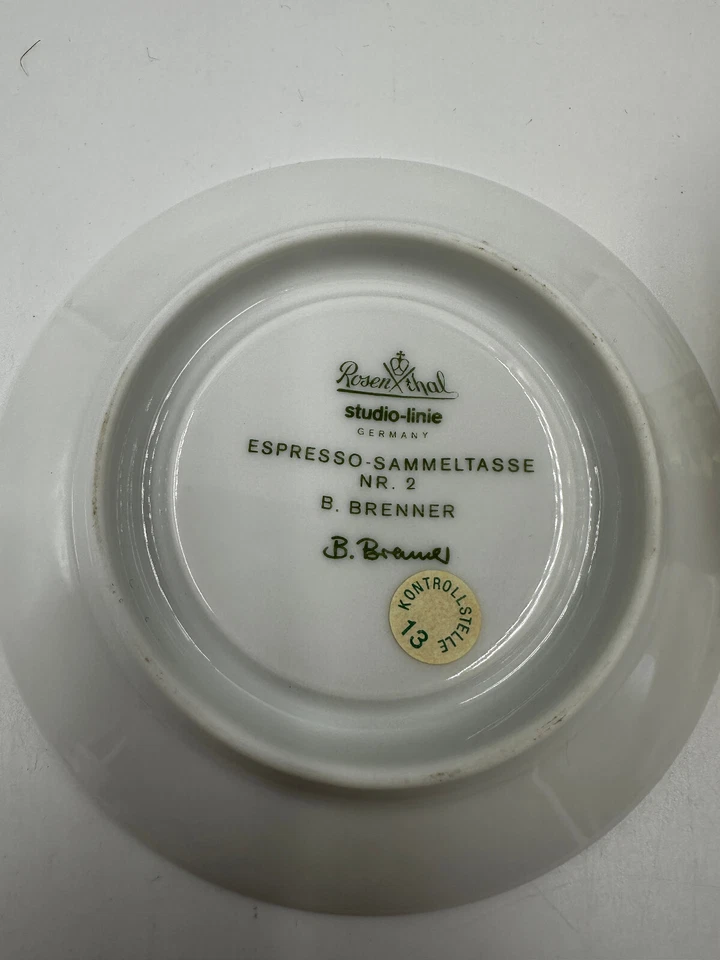 Rosenthal
studio-linie
GERMANY
ESPRESSO-SAMMELTASSE
NR. 2
B. BRENNER
B. Brenner
KONTROLLSTELLE
13